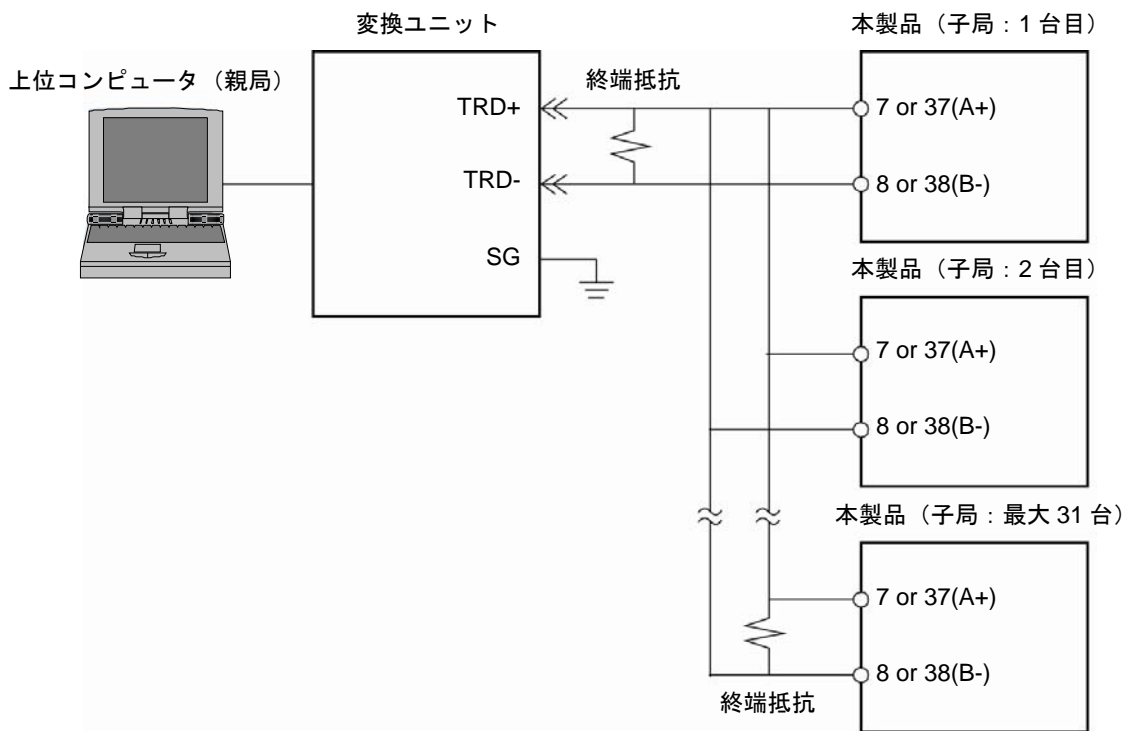 変換ユニット
本製品（子局：1 台目）
上位コンピュータ（親局）
終端抵抗
TRD+
7 or 37(A+)
TRD-
8 or 38(B-)
SG
本製品（子局：2 台目）
7 or 37(A+)
8 or 38(B-)
本製品（子局：最大 31 台）
7 or 37(A+)
8 or 38(B-)
終端抵抗